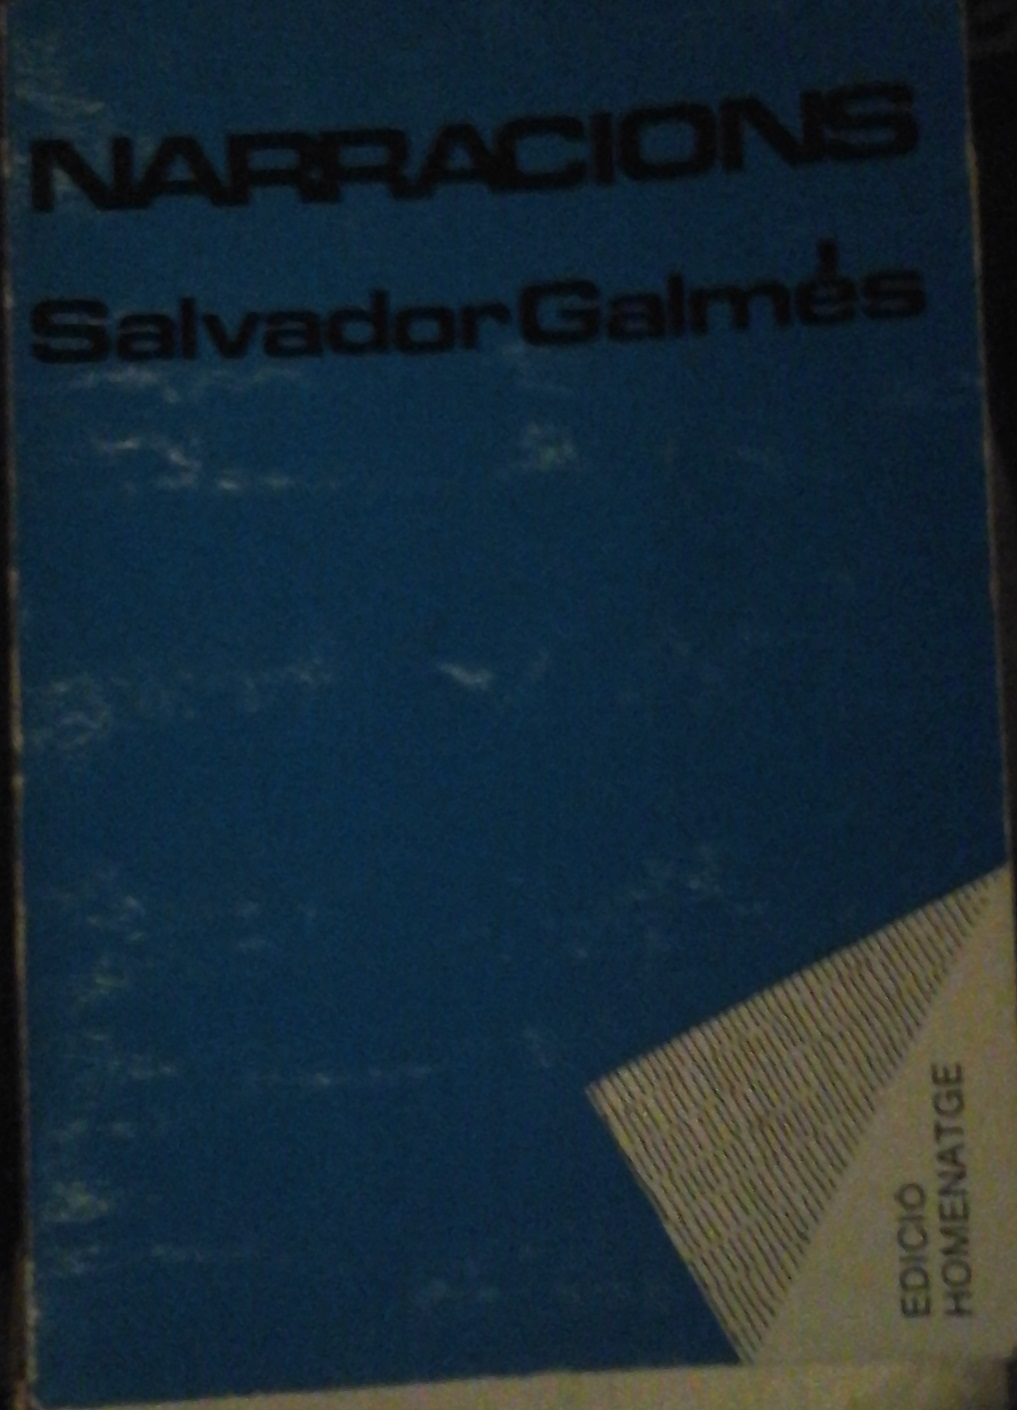 NARRACIONS
Salvador Galmés
EDICIÓ
HOMENATGE